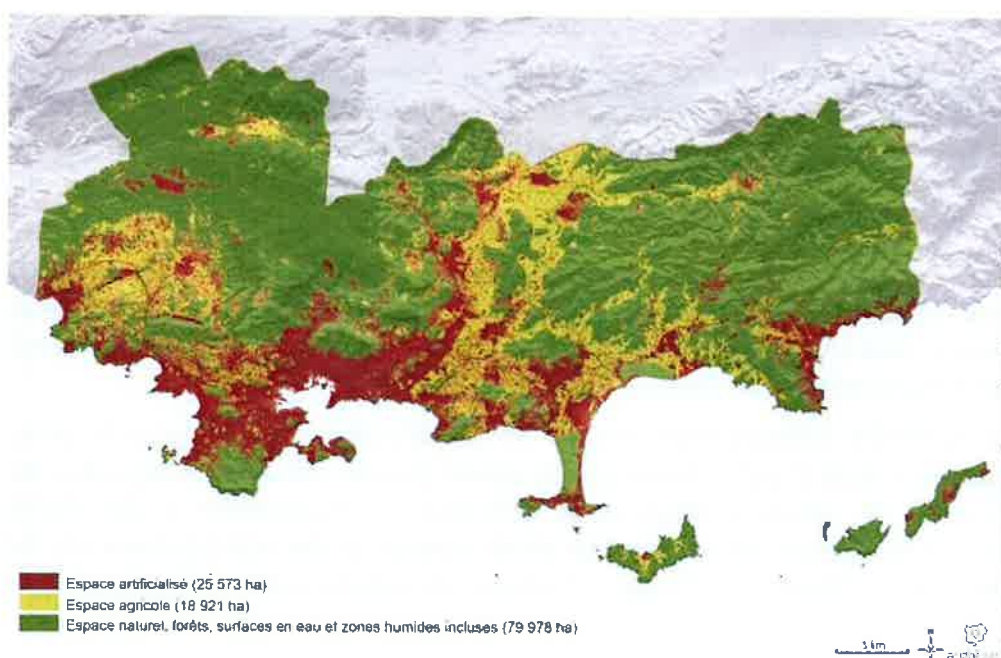 Espace artificialisé (25 573 ha)
Espace agricole (18 921 ha)
Espace naturel, forêts, surfaces en eau et zones humides incluses (79 978 ha)
5 km
N